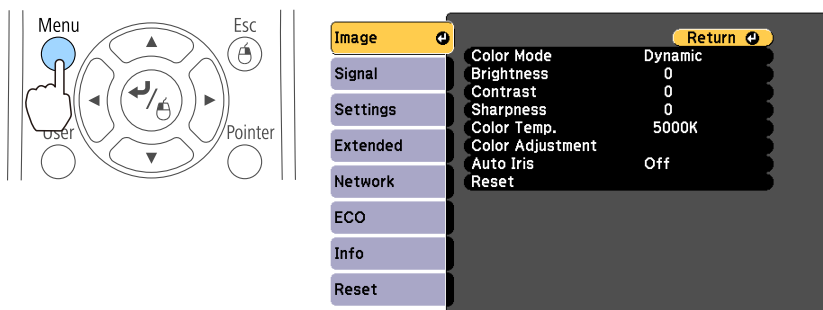 Menu
Esc
User
Pointer
Image
Signal
Settings
Extended
Network
ECO
Info
Reset
Return
Color Mode Dynamic
Brightness 0
Contrast 0
Sharpness 0
Color Temp. 5000K
Color Adjustment
Auto Iris Off
Reset